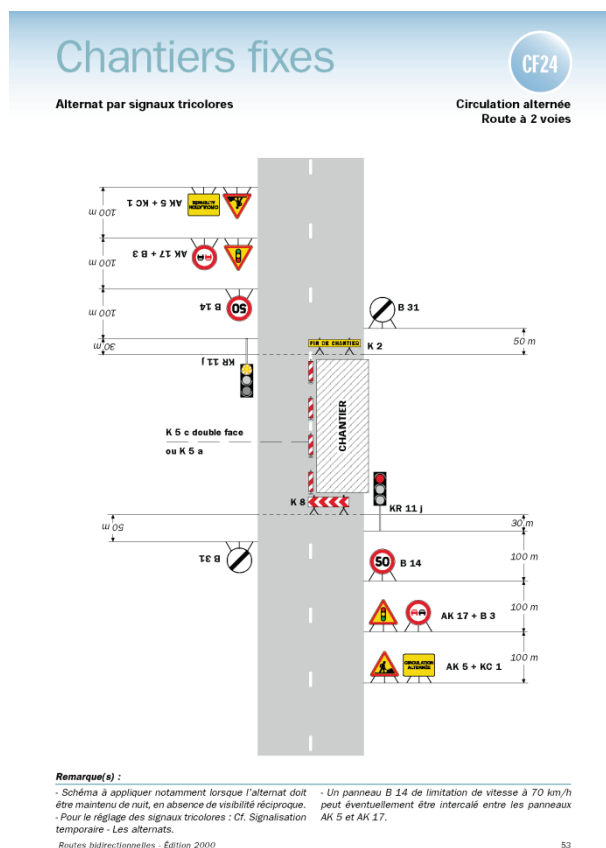 Chantiers fixes
CF24
Alternat par signaux tricolores
Circulation alternée
Route à 2 voies
AK 5 + KC 1
CIRCULATION
ALTERNÉE
100 m
AK 17 + B 3
100 m
B 14
50
100 m
B 31
KR 11 j
30 m
FIN DE CHANTIER
K 2
50 m
K 5 c double face
ou K 5 a
CHANTIER
K 8
KR 11 j
50 m
30 m
B 31
50
B 14
100 m
AK 17 + B 3
100 m
CIRCULATION
ALTERNÉE
AK 5 + KC 1
100 m
Remarque(s) :
- Schéma à appliquer notamment lorsque l'alternat doit
être maintenu de nuit, en absence de visibilité réciproque.
- Pour le réglage des signaux tricolores : Cf. Signalisation
temporaire - Les alternats.
- Un panneau B 14 de limitation de vitesse à 70 km/h
peut éventuellement être intercalé entre les panneaux
AK 5 et AK 17.
Routes bidirectionnelles - Édition 2000
53